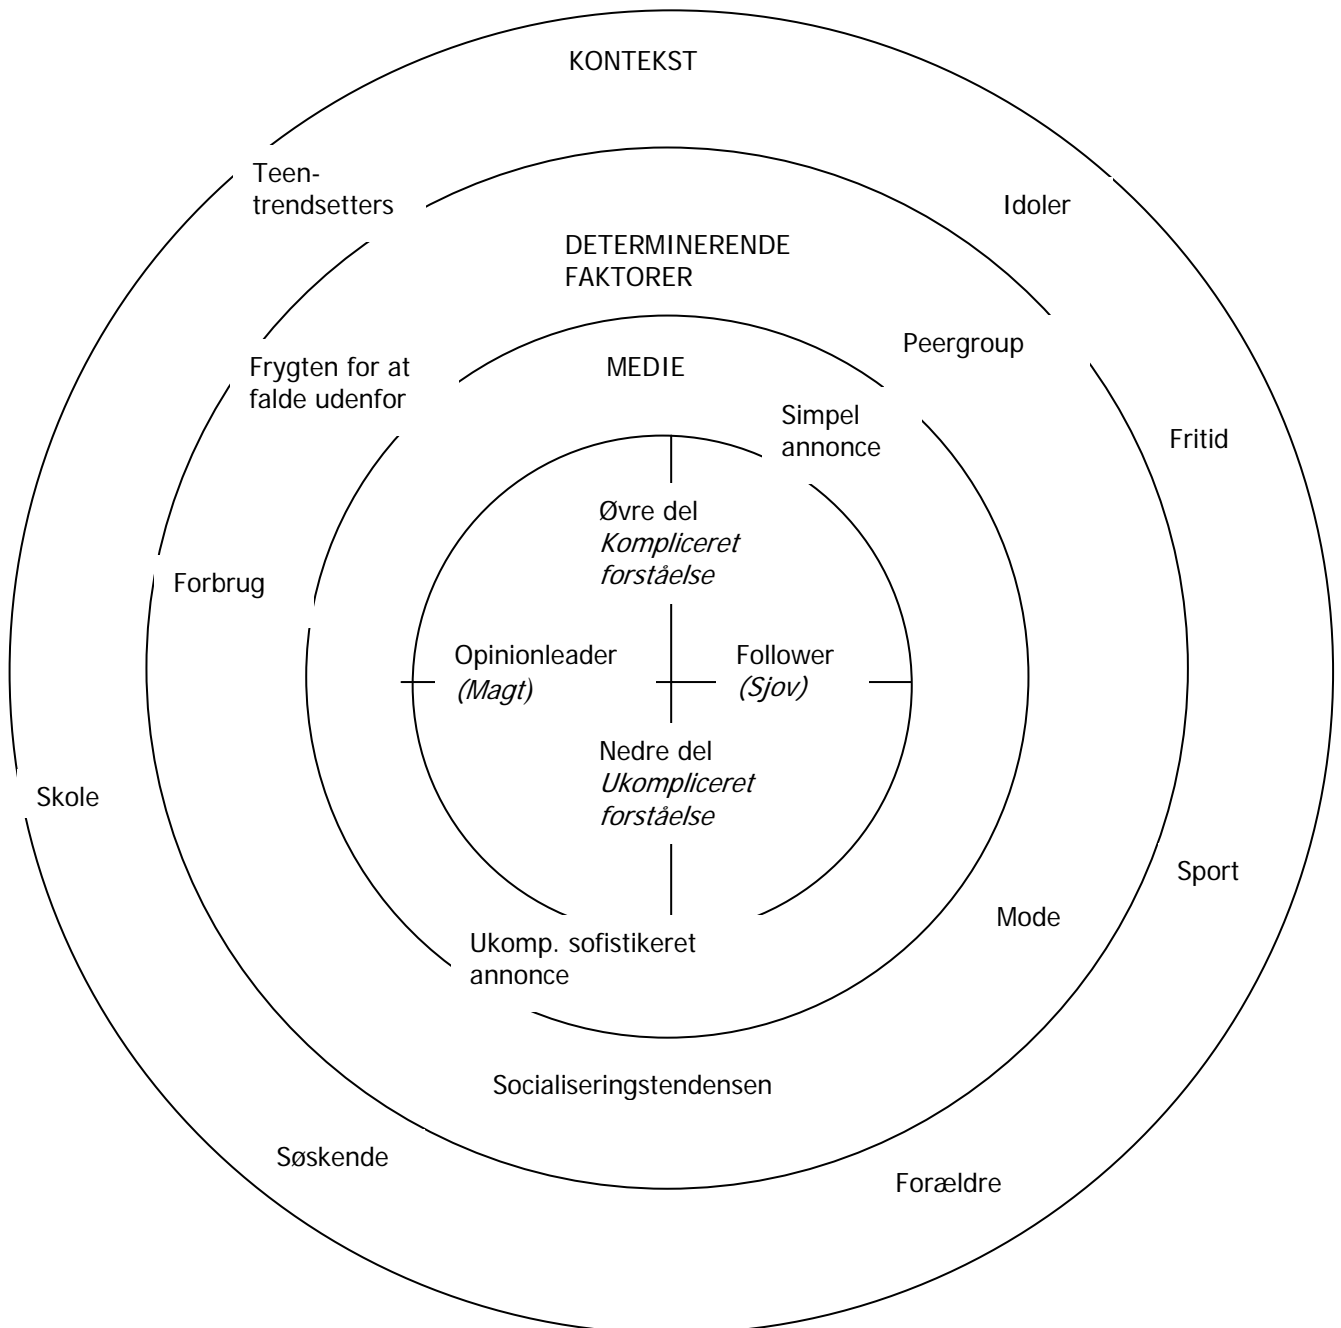 KONTEKST
Teen-
trendsetters
Idoler
DETERMINERENDE
FAKTORER
Peergroup
Frygten for at
falde udenfor
MEDIE
Simpel
annonce
Fritid
Øvre del
Kompliceret
forståelse
Forbrug
Opinionleader
(Magt)
Follower
(Sjov)
Nedre del
Ukompliceret
forståelse
Skole
Sport
Mode
Ukomp. sofistikeret
annonce
Socialiseringstendensen
Søskende
Forældre